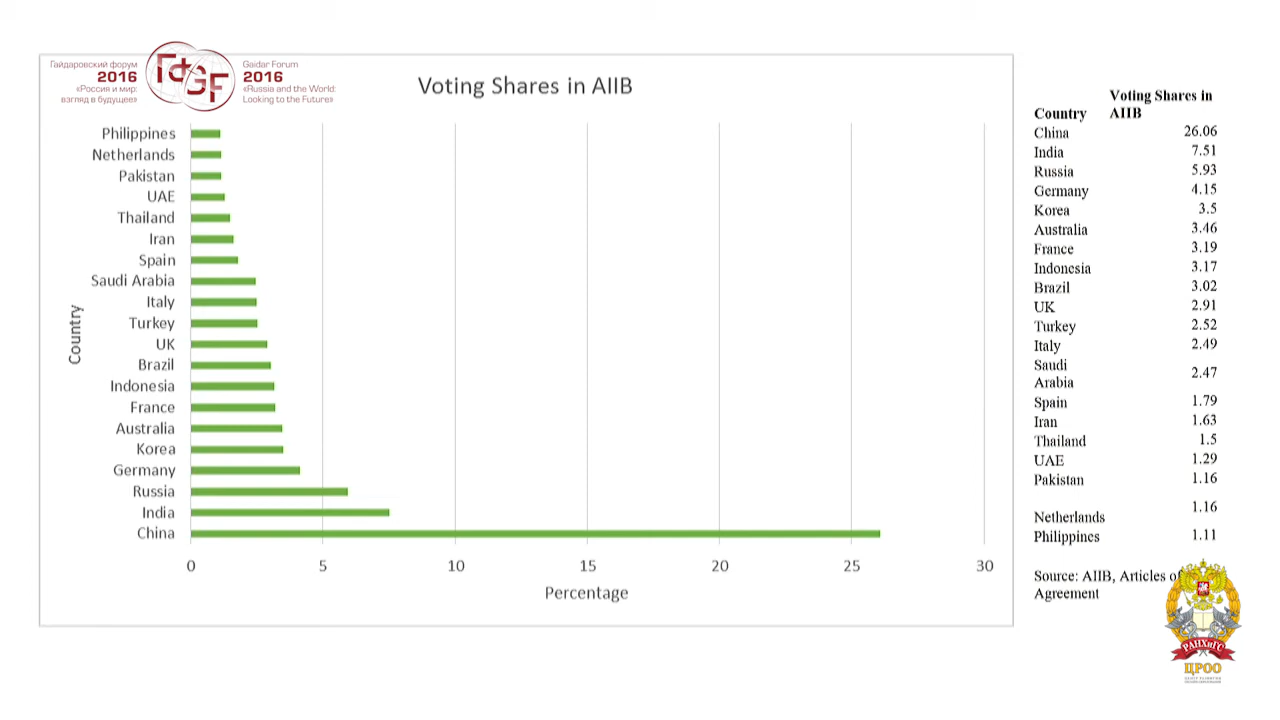 Гайдаровский форум
2016
«Россия и мир:
взгляд в будущее»
ГФ
GF
Gaidar Forum
2016
«Russia and the World:
Looking to the Future»
Voting Shares in AIIB
Country
Philippines
Netherlands
Pakistan
UAE
Thailand
Iran
Spain
Saudi Arabia
Italy
Turkey
UK
Brazil
Indonesia
France
Australia
Korea
Germany
Russia
India
China
0 5 10 15 20 25 30
Percentage
Voting Shares in
Country AIIB
China 26.06
India 7.51
Russia 5.93
Germany 4.15
Korea 3.5
Australia 3.46
France 3.19
Indonesia 3.17
Brazil 3.02
UK 2.91
Turkey 2.52
Italy 2.49
Saudi
Arabia 2.47
Spain 1.79
Iran 1.63
Thailand 1.5
UAE 1.29
Pakistan 1.16
Netherlands 1.16
Philippines 1.11
Source: AIIB, Articles of
Agreement
РАНХиГС
ЦРОО